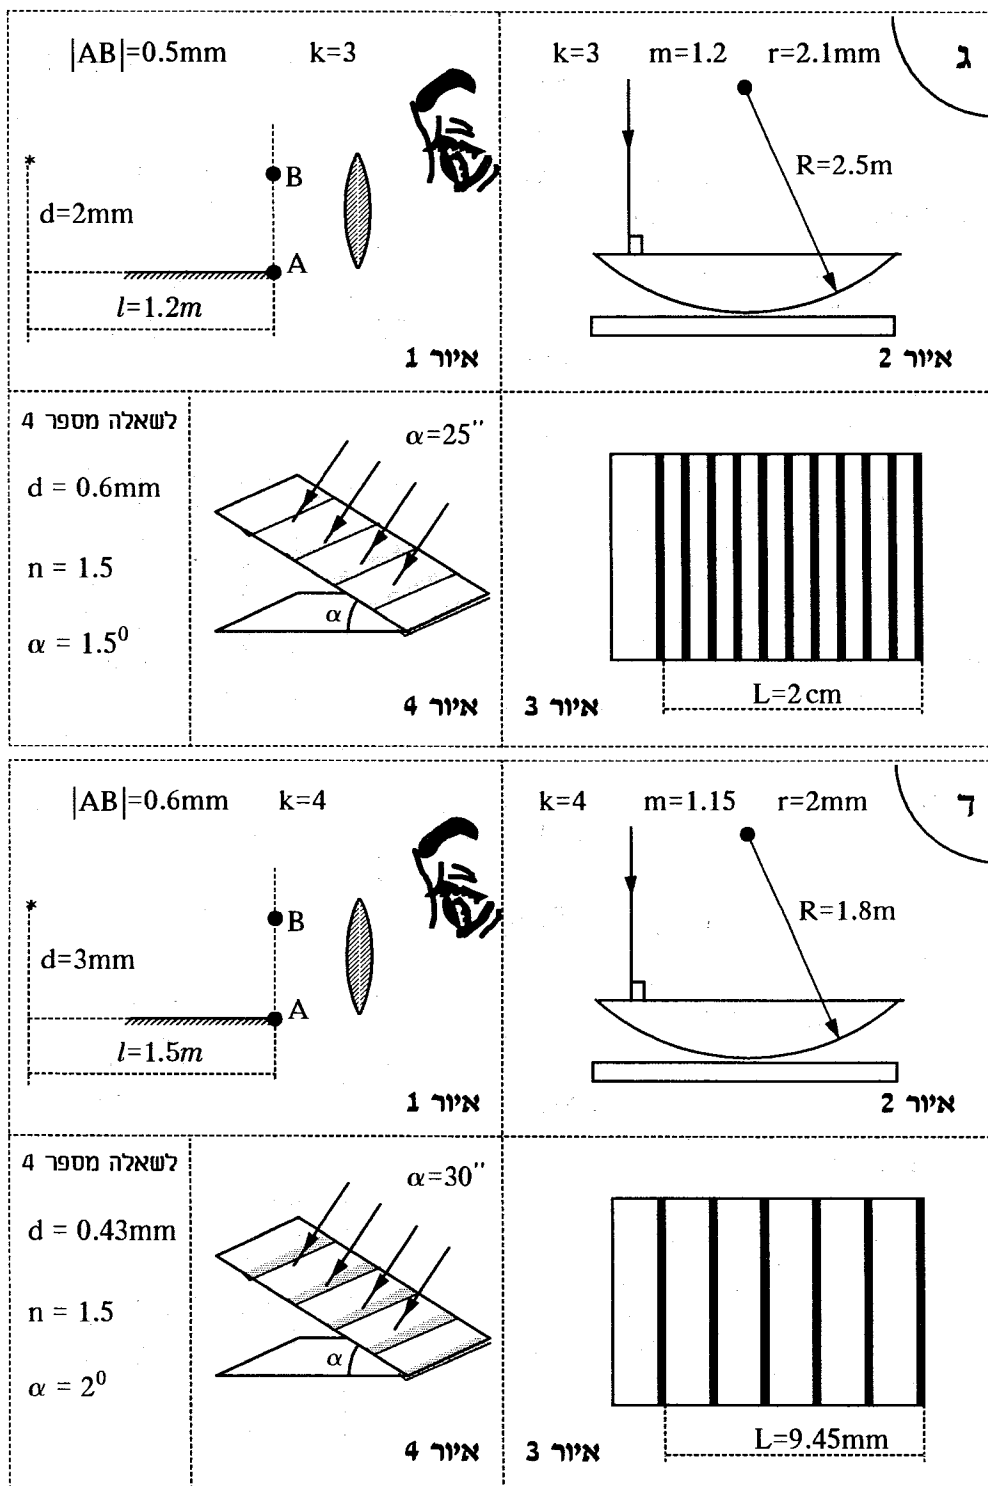 |AB|=0.5mm k=3
B
d=2mm
A
l=1.2m
איור 1
ג
k=3 m=1.2 r=2.1mm
R=2.5m
איור 2
לשאלה מספר 4
d = 0.6mm
n = 1.5
α = 1.5⁰
α=25"
α
איור 4
L=2 cm
איור 3
|AB|=0.6mm k=4
B
d=3mm
A
l=1.5m
איור 1
ד
k=4 m=1.15 r=2mm
R=1.8m
איור 2
לשאלה מספר 4
d = 0.43mm
n = 1.5
α = 2⁰
α=30"
α
איור 4
L=9.45mm
איור 3